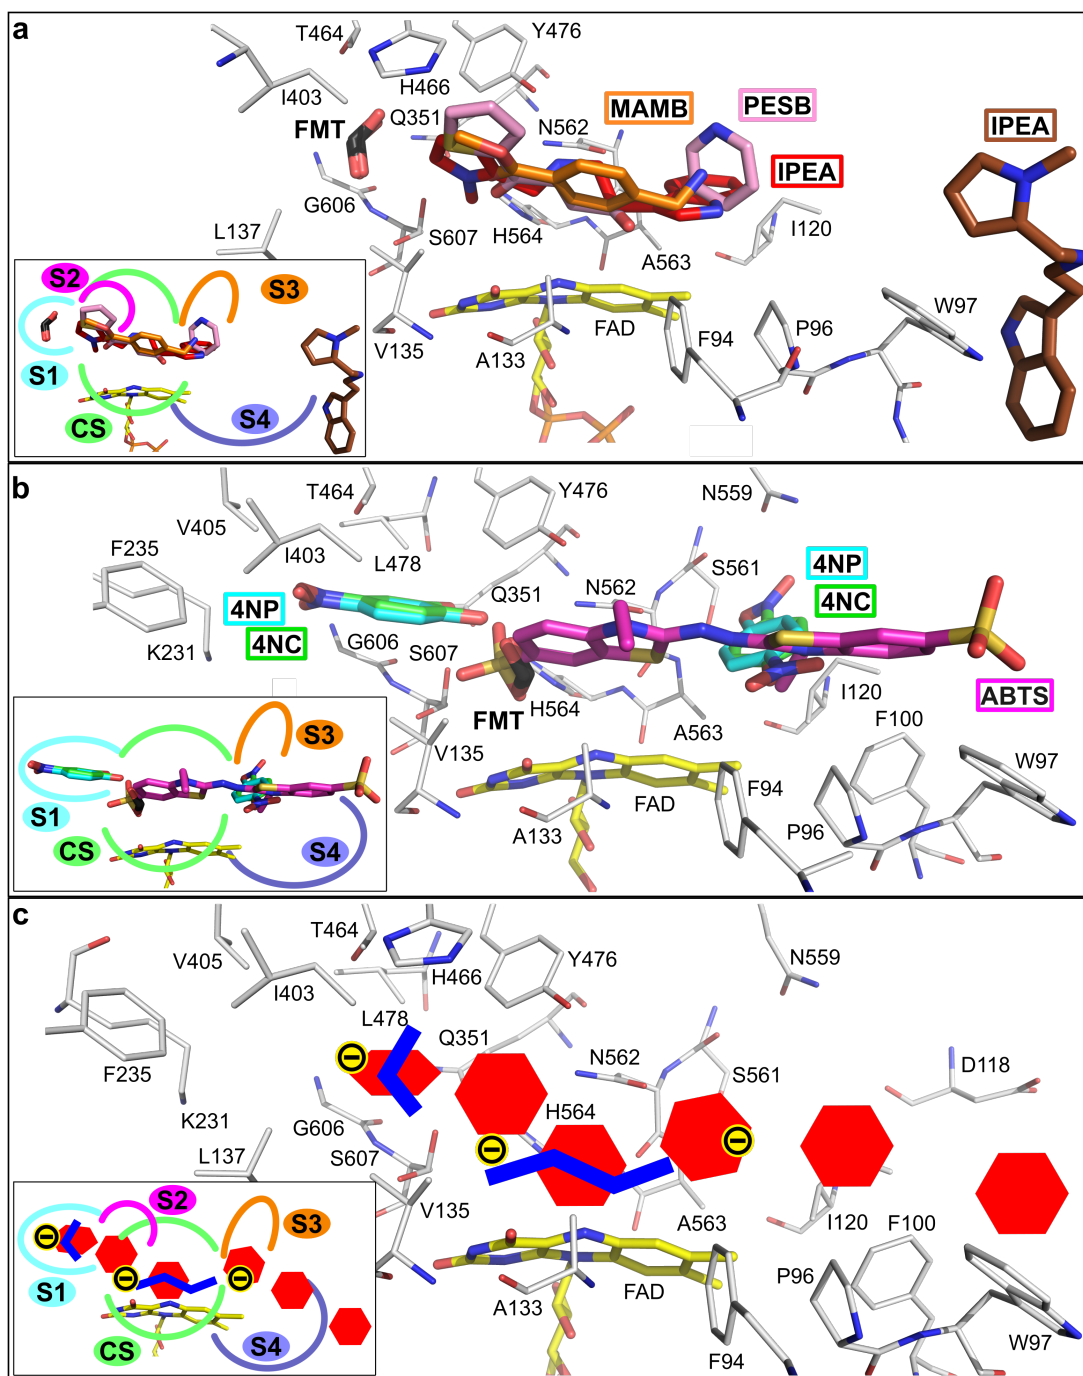 a
T464
Y476
H466
I403
Q351
FMT
N562
MAMB
PESB
IPEA
IPEA
G606
L137
S607
H564
I120
A563
S2
S3
S1
CS
S4
V135
FAD
A133
F94
P96
W97
b
T464
Y476
N559
V405
F235
I403
L478
S561
4NP
4NC
Q351
N562
4NP
4NC
K231
G606
S607
I120
ABTS
FMT
H564
A563
F100
V135
W97
S3
S1
CS
S4
FAD
F94
A133
P96
c
T464
Y476
N559
V405
H466
I403
L478
Q351
N562
D118
F235
S561
K231
H564
G606
L137
S607
V135
A563
I120
F100
S2
S3
S1
CS
S4
FAD
P96
A133
F94
W97